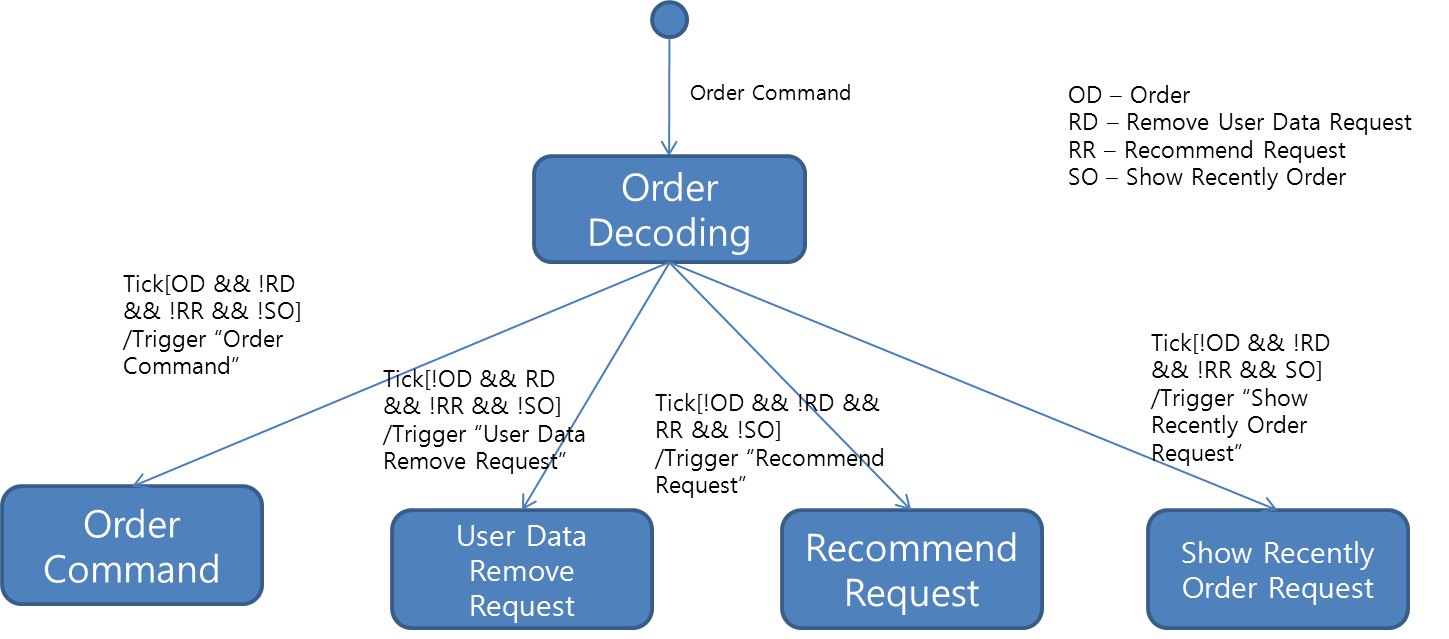 Order Command
OD – Order
RD – Remove User Data Request
RR – Recommend Request
SO – Show Recently Order
Order
Decoding
Tick[OD && !RD
&& !RR && !SO]
/Trigger “Order
Command”
Tick[!OD && RD
&& !RR && !SO]
/Trigger “User Data
Remove Request”
Tick[!OD && !RD &&
RR && !SO]
/Trigger “Recommend
Request”
Tick[!OD && !RD
&& !RR && SO]
/Trigger “Show
Recently Order
Request”
Order
Command
User Data
Remove
Request
Recommend
Request
Show Recently
Order Request